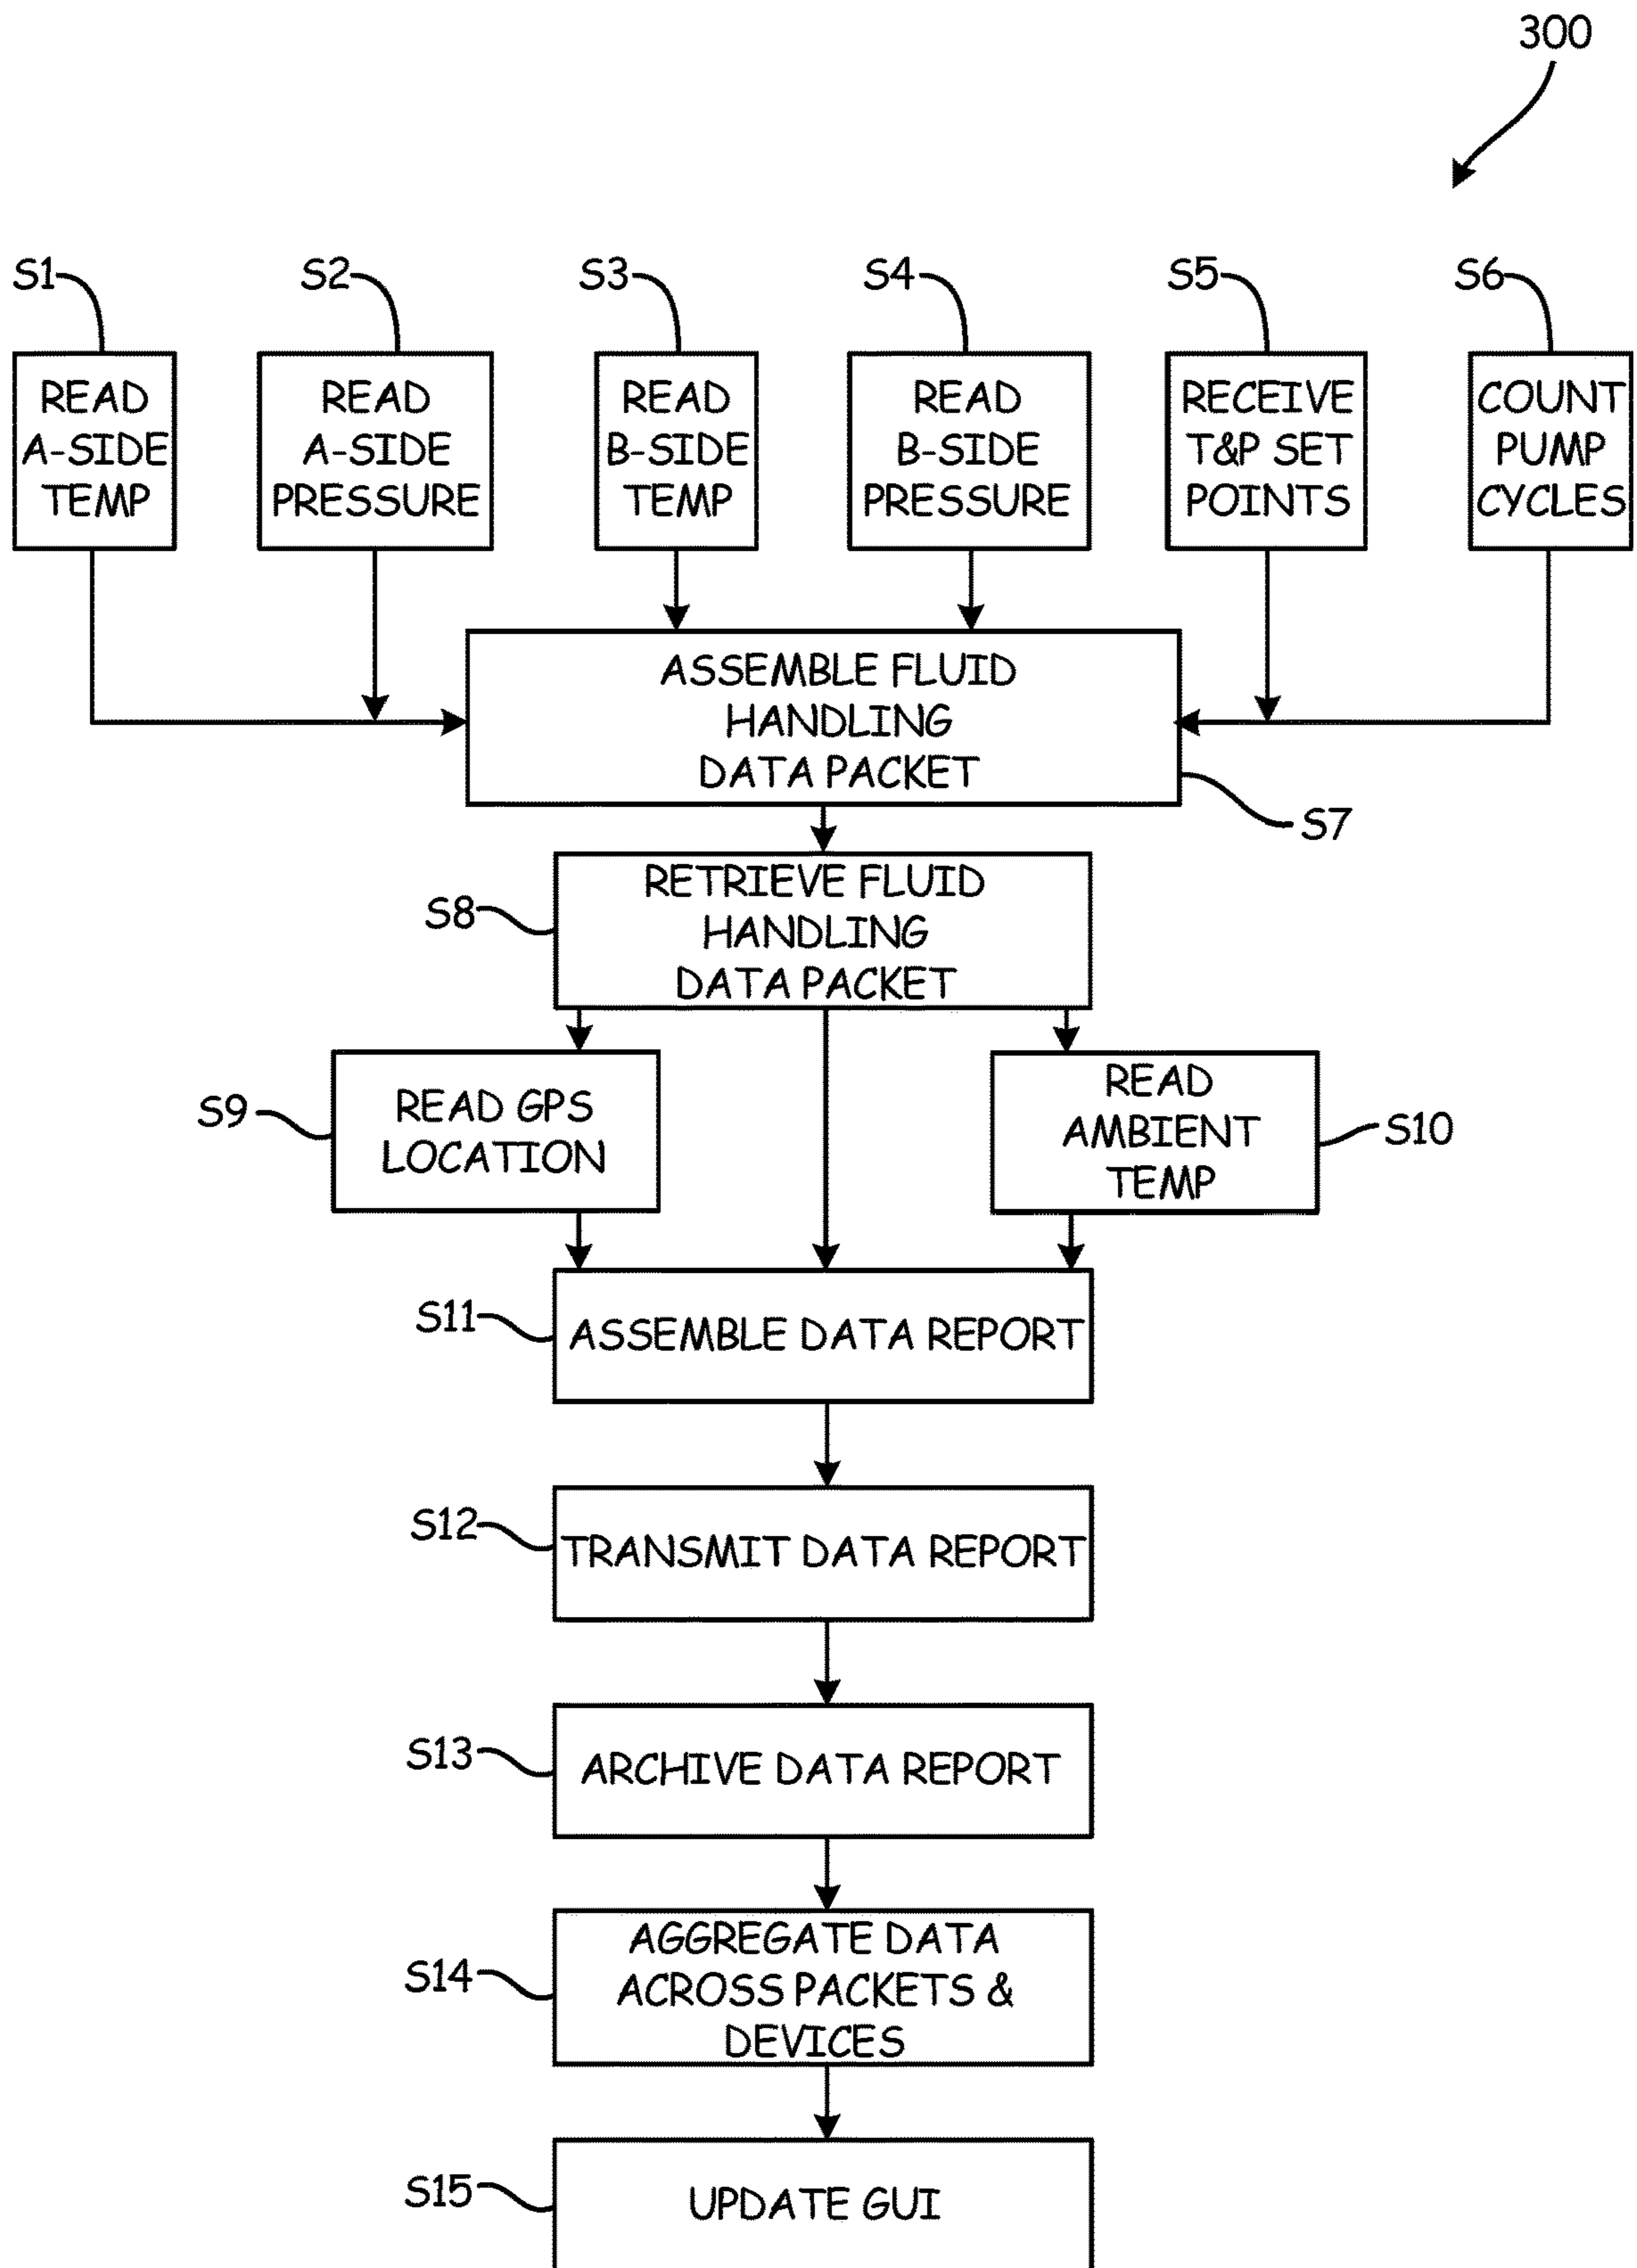 300
S1
S2
S3
S4
S5
S6
READ
A-SIDE
TEMP
READ
A-SIDE
PRESSURE
READ
B-SIDE
TEMP
READ
B-SIDE
PRESSURE
RECEIVE
T&P SET
POINTS
COUNT
PUMP
CYCLES
ASSEMBLE FLUID
HANDLING
DATA PACKET
S7
S8
RETRIEVE FLUID
HANDLING
DATA PACKET
S9
READ GPS
LOCATION
READ
AMBIENT
TEMP
S10
S11
ASSEMBLE DATA REPORT
S12
TRANSMIT DATA REPORT
S13
ARCHIVE DATA REPORT
S14
AGGREGATE DATA
ACROSS PACKETS &
DEVICES
S15
UPDATE GUI